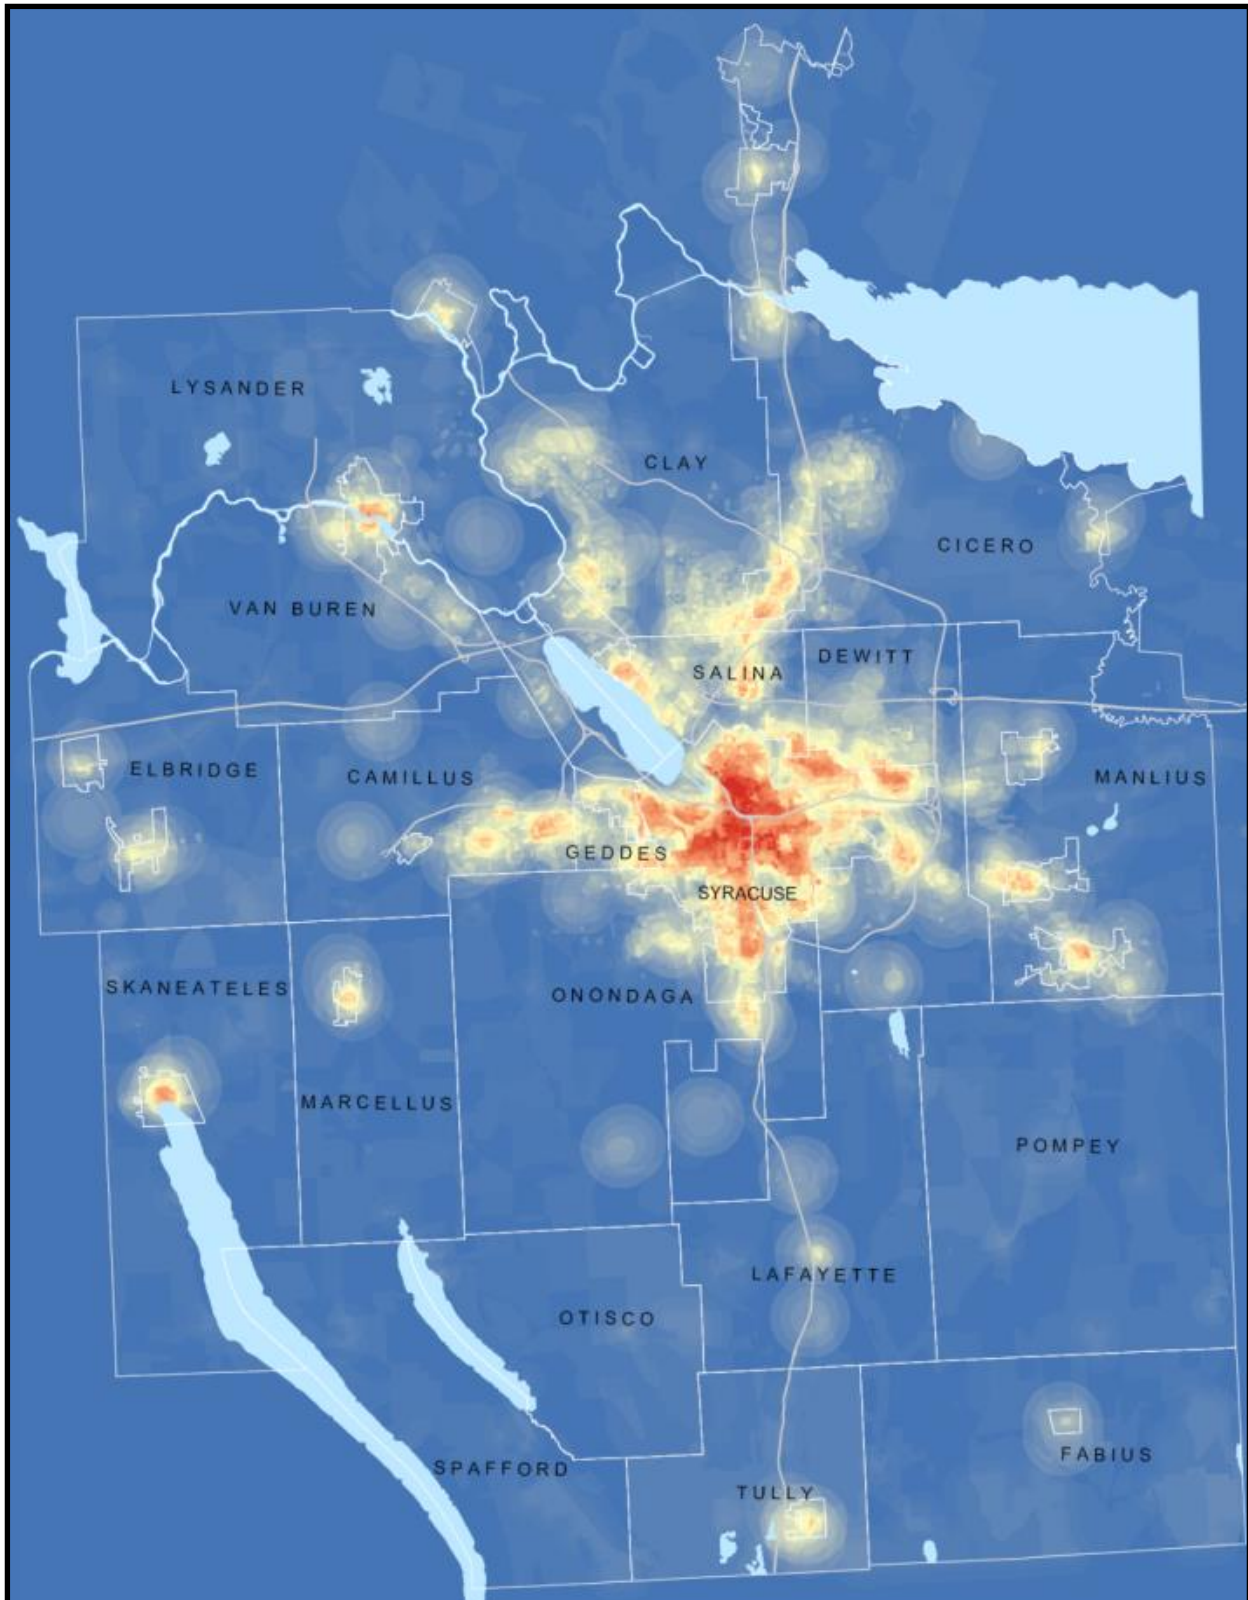 LYSANDER
CLAY
CICERO
VAN BUREN
DEWITT
SALINA
ELBRIDGE
CAMILLUS
MANLIUS
GEDDES
SYRACUSE
SKANEATELES
ONONDAGA
MARCELLUS
POMPEY
LAFAYETTE
OTISCO
FABIUS
SPAFFORD
TULLY